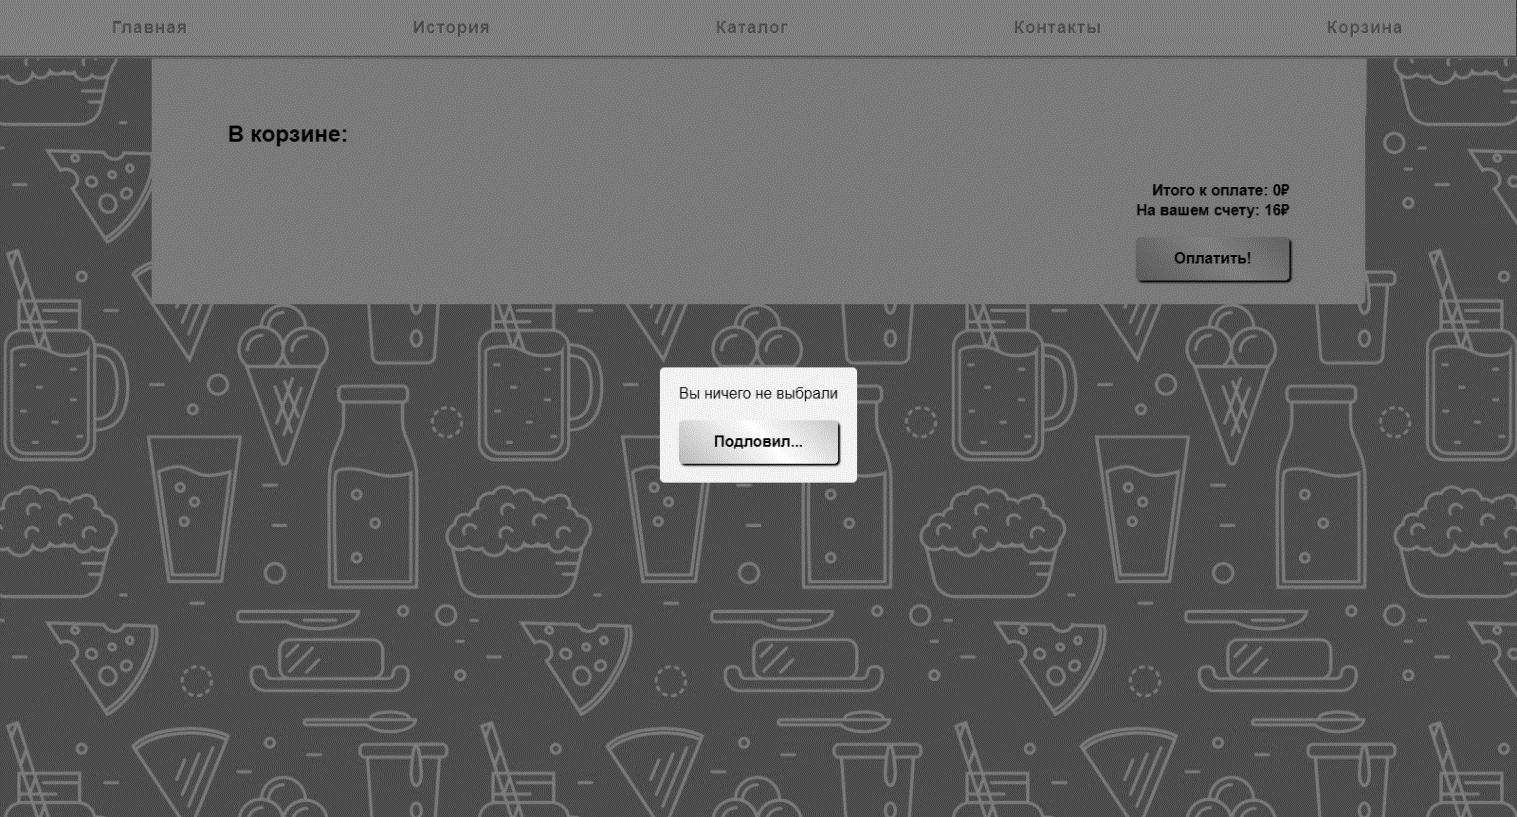 Главная
История
Каталог
Контакты
Корзина
В корзине:
Итого к оплате: 0₽
На вашем счету: 16₽
Оплатить!
Вы ничего не выбрали
Подловил...